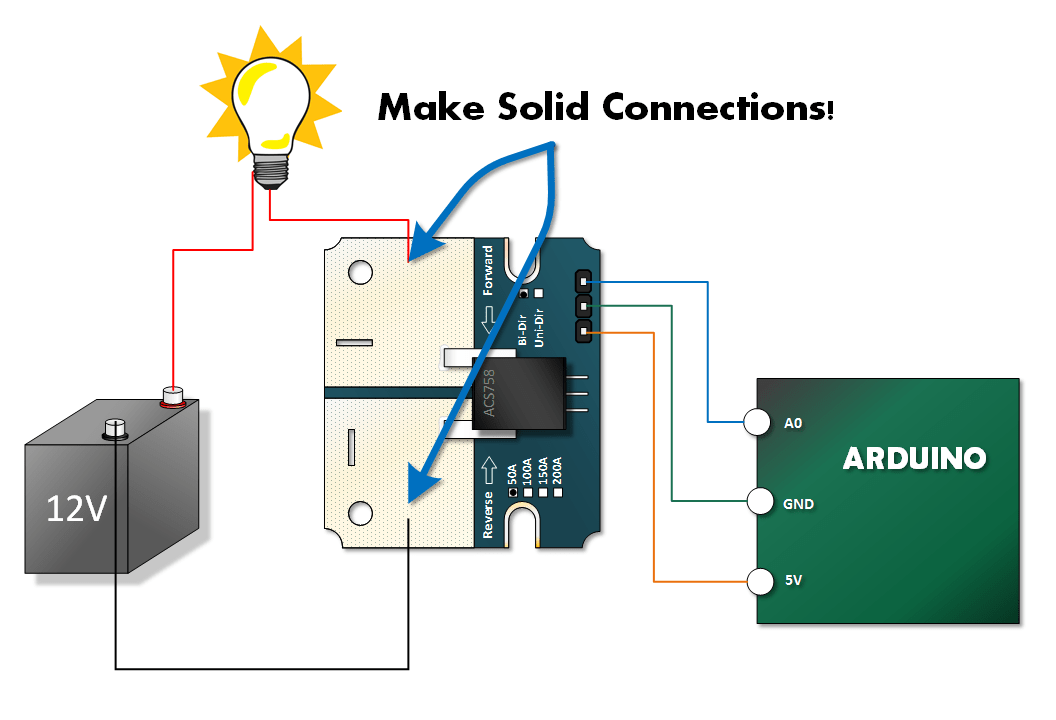 Make Solid Connections!
Forward
Bi-Dir
Uni-Dir
ACS758
Reverse
50A
100A
150A
200A
12V
A0
ARDUINO
GND
5V